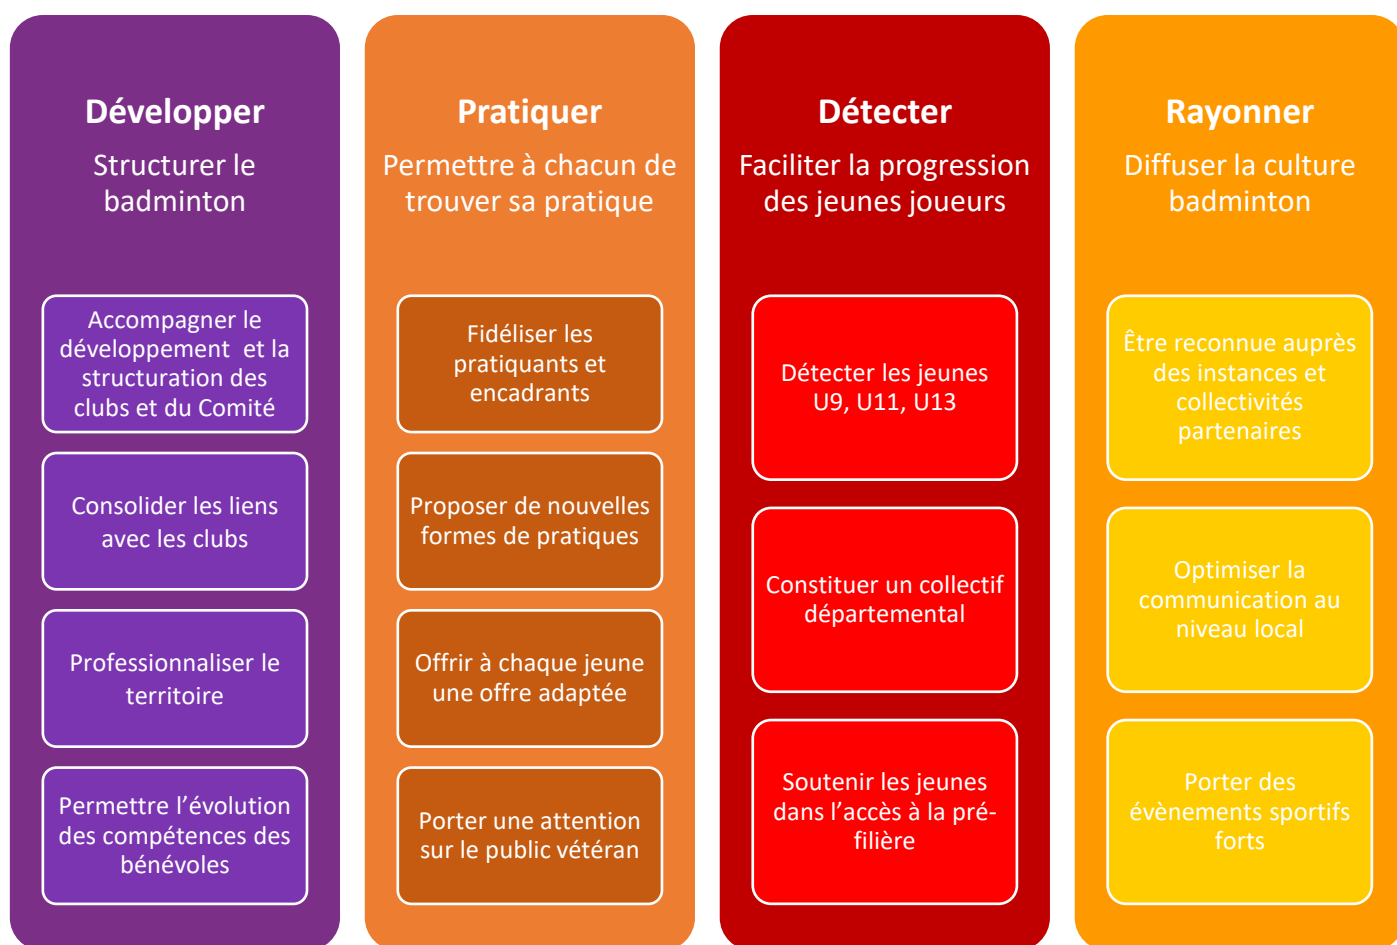 Développer
Structurer le
badminton
Accompagner le
développement et la
structuration des
clubs et du Comité
Consolider les liens
avec les clubs
Professionnaliser le
territoire
Permettre l’évolution
des compétences des
bénévoles
Pratiquer
Permettre à chacun de
trouver sa pratique
Fidéliser les
pratiquants et
encadrants
Proposer de nouvelles
formes de pratiques
Offrir à chaque jeune
une offre adaptée
Porter une attention
sur le public vétéran
Détecter
Faciliter la progression
des jeunes joueurs
Détecter les jeunes
U9, U11, U13
Constituer un collectif
départemental
Soutenir les jeunes
dans l’accès à la pré-
filière
Rayonner
Diffuser la culture
badminton
Être reconnue auprès
des instances et
collectivités
partenaires
Optimiser la
communication au
niveau local
Porter des
évènements sportifs
forts